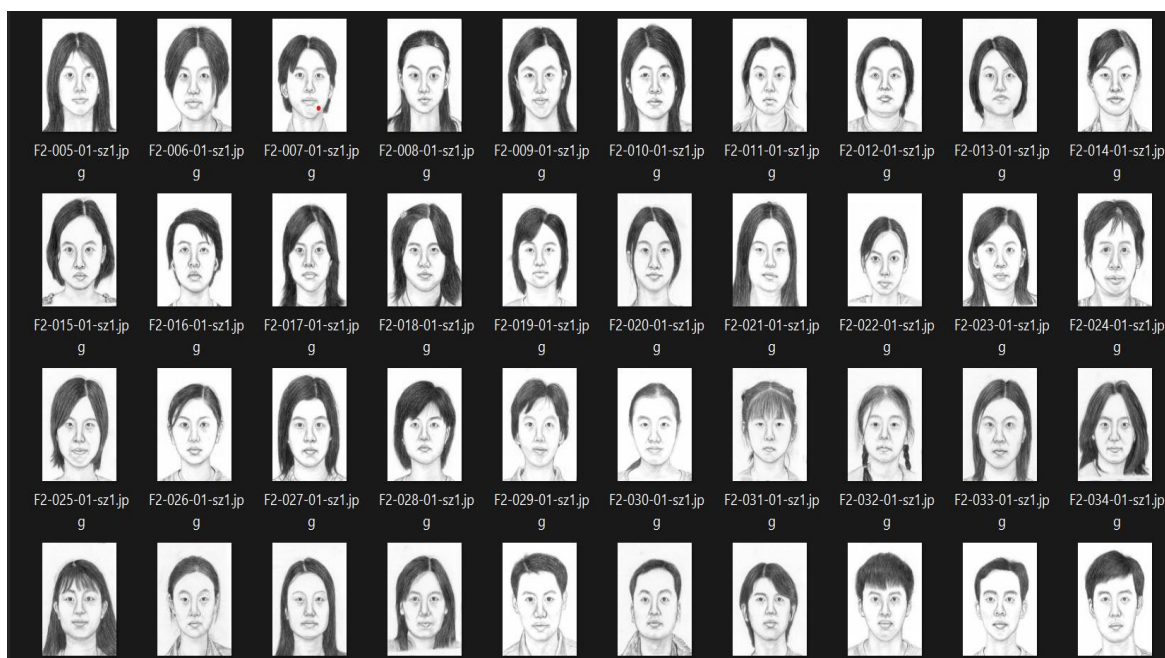 F2-005-01-sz1.jp
g
F2-006-01-sz1.jp
g
F2-007-01-sz1.jp
g
F2-008-01-sz1.jp
g
F2-009-01-sz1.jp
g
F2-010-01-sz1.jp
g
F2-011-01-sz1.jp
g
F2-012-01-sz1.jp
g
F2-013-01-sz1.jp
g
F2-014-01-sz1.jp
g
F2-015-01-sz1.jp
g
F2-016-01-sz1.jp
g
F2-017-01-sz1.jp
g
F2-018-01-sz1.jp
g
F2-019-01-sz1.jp
g
F2-020-01-sz1.jp
g
F2-021-01-sz1.jp
g
F2-022-01-sz1.jp
g
F2-023-01-sz1.jp
g
F2-024-01-sz1.jp
g
F2-025-01-sz1.jp
g
F2-026-01-sz1.jp
g
F2-027-01-sz1.jp
g
F2-028-01-sz1.jp
g
F2-029-01-sz1.jp
g
F2-030-01-sz1.jp
g
F2-031-01-sz1.jp
g
F2-032-01-sz1.jp
g
F2-033-01-sz1.jp
g
F2-034-01-sz1.jp
g